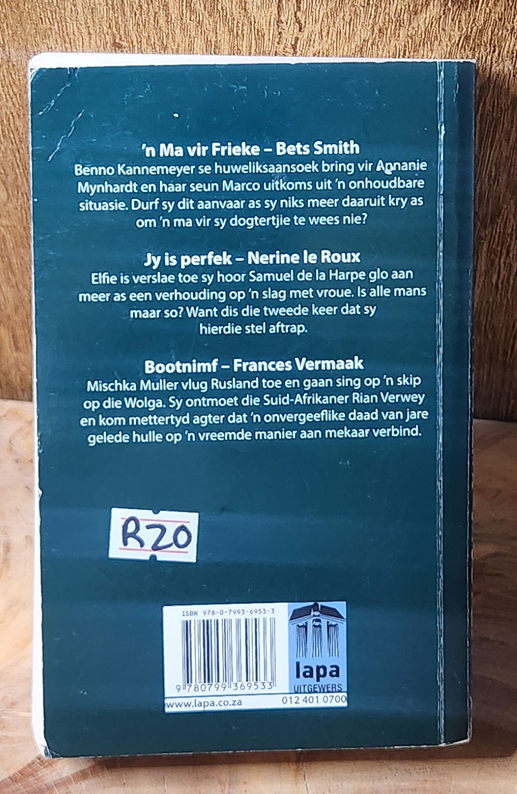 'n Ma vir Frieke – Bets Smith
Benno Kannemeyer se huweliksaansoek bring vir Annanie
Mynhardt en haar seun Marco uitkoms uit 'n onhoudbare
situasie. Durf sy dit aanvaar as sy niks meer daaruit kry as
om 'n ma vir sy dogtertjie te wees nie?
Jy is perfek – Nerine le Roux
Elfie is verslae toe sy hoor Samuel de la Harpe glo aan
meer as een verhouding op 'n slag met vroue. Is alle mans
maar so? Want dis die tweede keer dat sy
hierdie stel aftrap.
Bootnimf – Frances Vermaak
Mischka Muller vlug Rusland toe en gaan sing op 'n skip
op die Wolga. Sy ontmoet die Suid-Afrikaner Rian Verwey
en kom mettertyd agter dat 'n onvergeeflike daad van jare
gelede hulle op 'n vreemde manier aan mekaar verbind.
R20
ISBN 978-0-7993-6953-3
9 780799 369533
lapa
UITGEWERS
www.lapa.co.za
012 401 0700